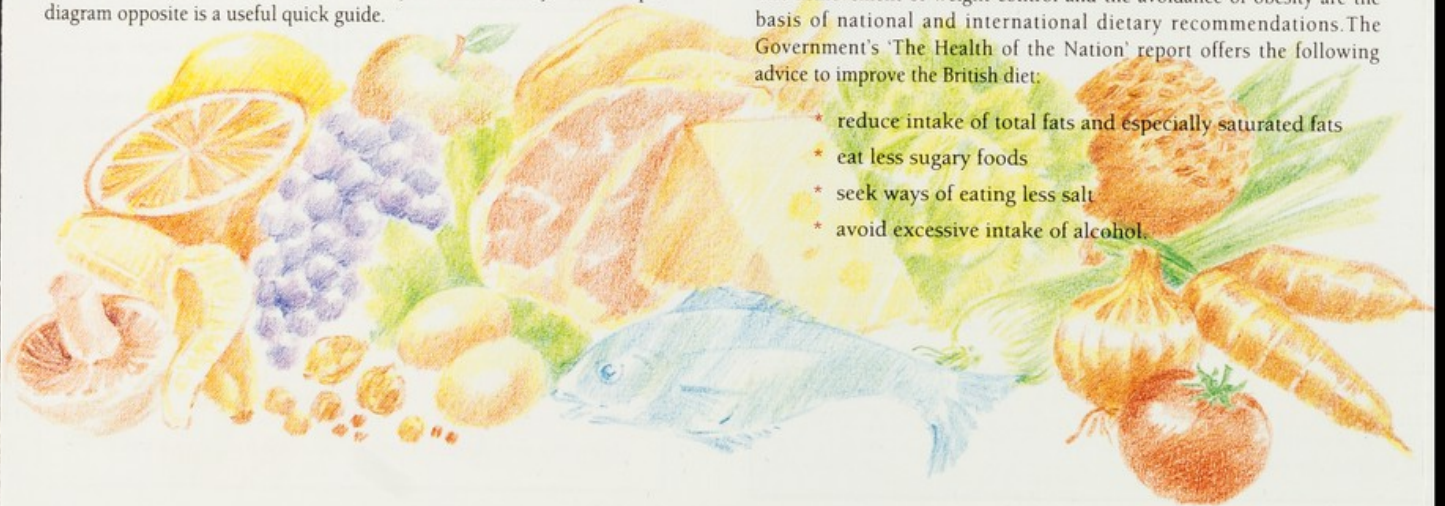 diagram opposite is a useful quick guide.
basis of national and international dietary recommendations. The
Government's 'The Health of the Nation' report offers the following
advice to improve the British diet:
* reduce intake of total fats and especially saturated fats
* eat less sugary foods
* seek ways of eating less salt
* avoid excessive intake of alcohol.